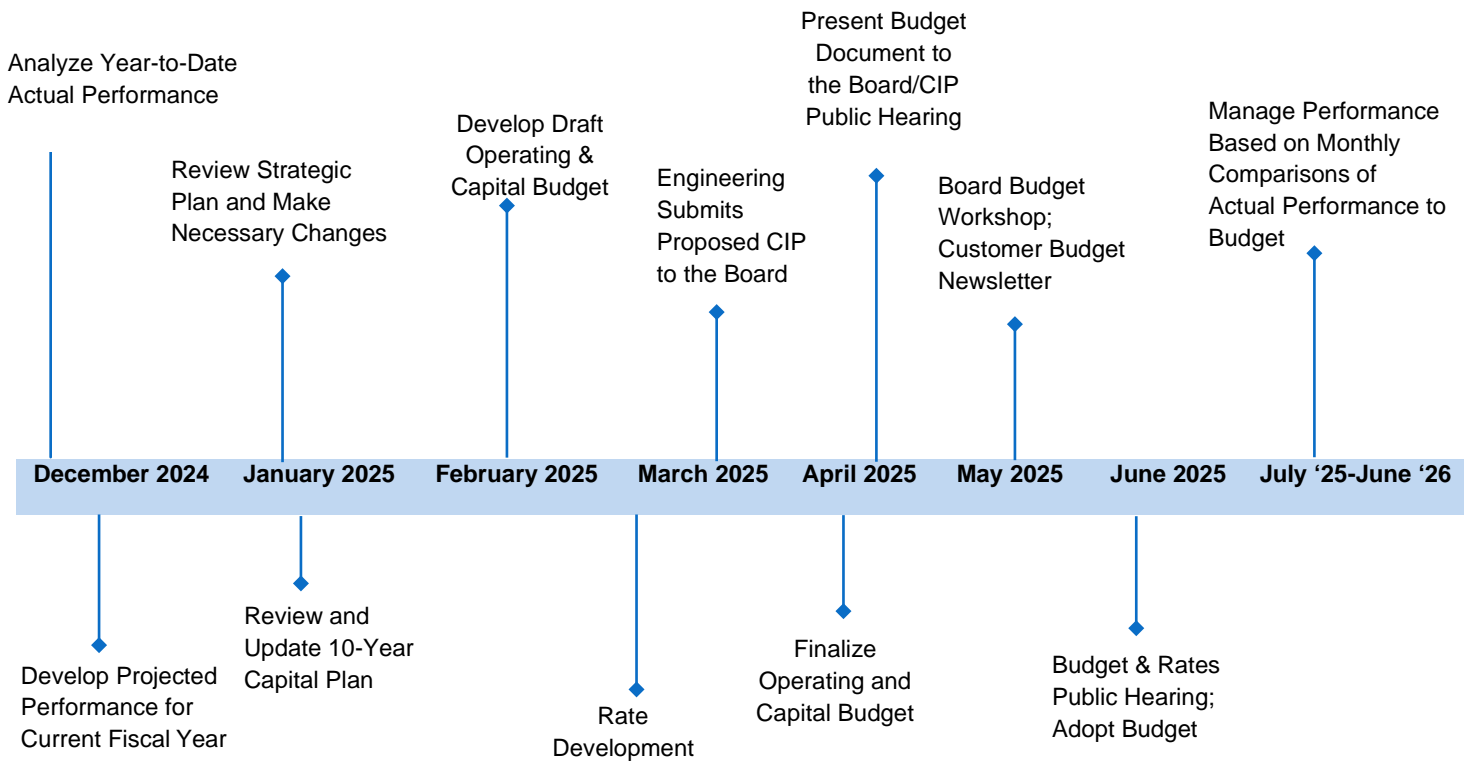 Analyze Year-to-Date
Actual Performance
Review Strategic
Plan and Make
Necessary Changes
Develop Draft
Operating &
Capital Budget
Engineering
Submits
Proposed CIP
to the Board
Present Budget
Document to
the Board/CIP
Public Hearing
Board Budget
Workshop;
Customer Budget
Newsletter
Manage Performance
Based on Monthly
Comparisons of
Actual Performance to
Budget
December 2024 January 2025 February 2025 March 2025 April 2025 May 2025 June 2025 July ‘25-June ‘26
Develop Projected
Performance for
Current Fiscal Year
Review and
Update 10-Year
Capital Plan
Rate
Development
Finalize
Operating and
Capital Budget
Budget & Rates
Public Hearing;
Adopt Budget